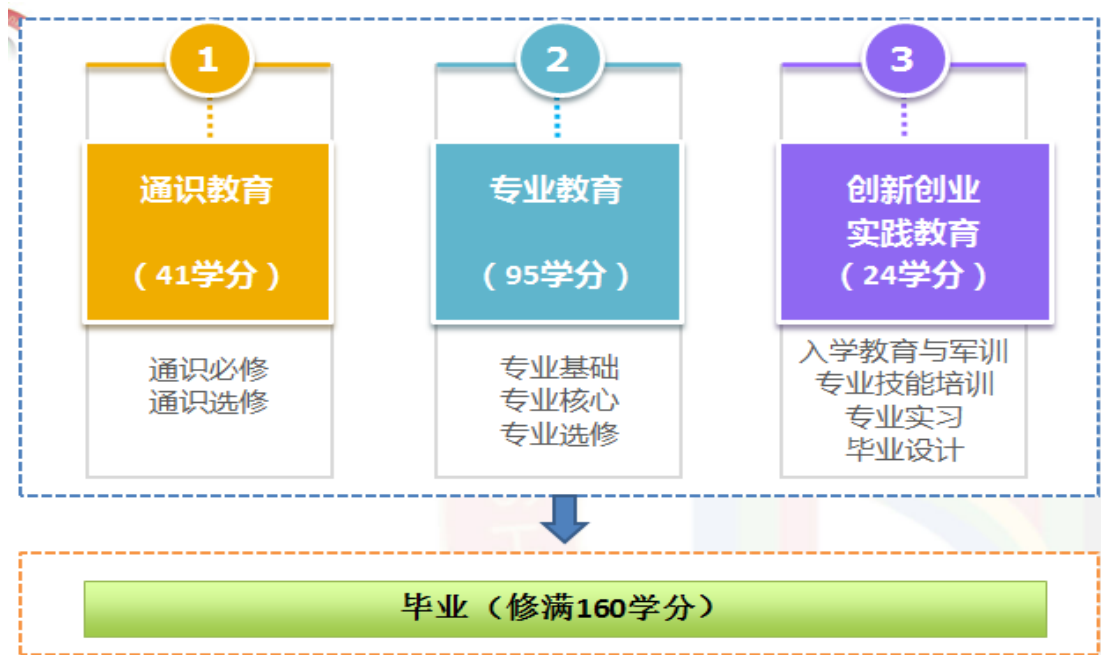 1
通识教育
（41学分）
通识必修
通识选修
2
专业教育
（95学分）
专业基础
专业核心
专业选修
3
创新创业
实践教育
（24学分）
入学教育与军训
专业技能培训
专业实习
毕业设计
毕业（修满160学分）